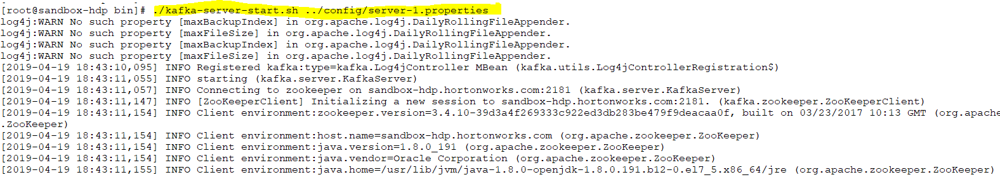 [root@sandbox-hdp bin]# ./kafka-server-start.sh ../config/server-1.properties
log4j:WARN No such property [maxBackupIndex] in org.apache.log4j.DailyRollingFileAppender.
log4j:WARN No such property [maxFileSize] in org.apache.log4j.DailyRollingFileAppender.
log4j:WARN No such property [maxBackupIndex] in org.apache.log4j.DailyRollingFileAppender.
log4j:WARN No such property [maxFileSize] in org.apache.log4j.DailyRollingFileAppender.
[2019-04-19 18:43:10,095] INFO Registered kafka:type=kafka.Log4jController MBean (kafka.utils.Log4jControllerRegistration$)
[2019-04-19 18:43:11,055] INFO starting (kafka.server.KafkaServer)
[2019-04-19 18:43:11,057] INFO Connecting to zookeeper on sandbox-hdp.hortonworks.com:2181 (kafka.server.KafkaServer)
[2019-04-19 18:43:11,147] INFO [ZooKeeperClient] Initializing a new session to sandbox-hdp.hortonworks.com:2181. (kafka.zookeeper.ZooKeeperClient)
[2019-04-19 18:43:11,154] INFO Client environment:zookeeper.version=3.4.10-39d3a4f269333c922ed3db283be479f9deacaa0f, built on 03/23/2017 10:13 GMT (org.apache
.ZooKeeper)
[2019-04-19 18:43:11,154] INFO Client environment:host.name=sandbox-hdp.hortonworks.com (org.apache.zookeeper.ZooKeeper)
[2019-04-19 18:43:11,154] INFO Client environment:java.version=1.8.0_191 (org.apache.zookeeper.ZooKeeper)
[2019-04-19 18:43:11,154] INFO Client environment:java.vendor=Oracle Corporation (org.apache.zookeeper.ZooKeeper)
[2019-04-19 18:43:11,155] INFO Client environment:java.home=/usr/lib/jvm/java-1.8.0-openjdk-1.8.0.191.b12-0.el7_5.x86_64/jre (org.apache.zookeeper.ZooKeeper)